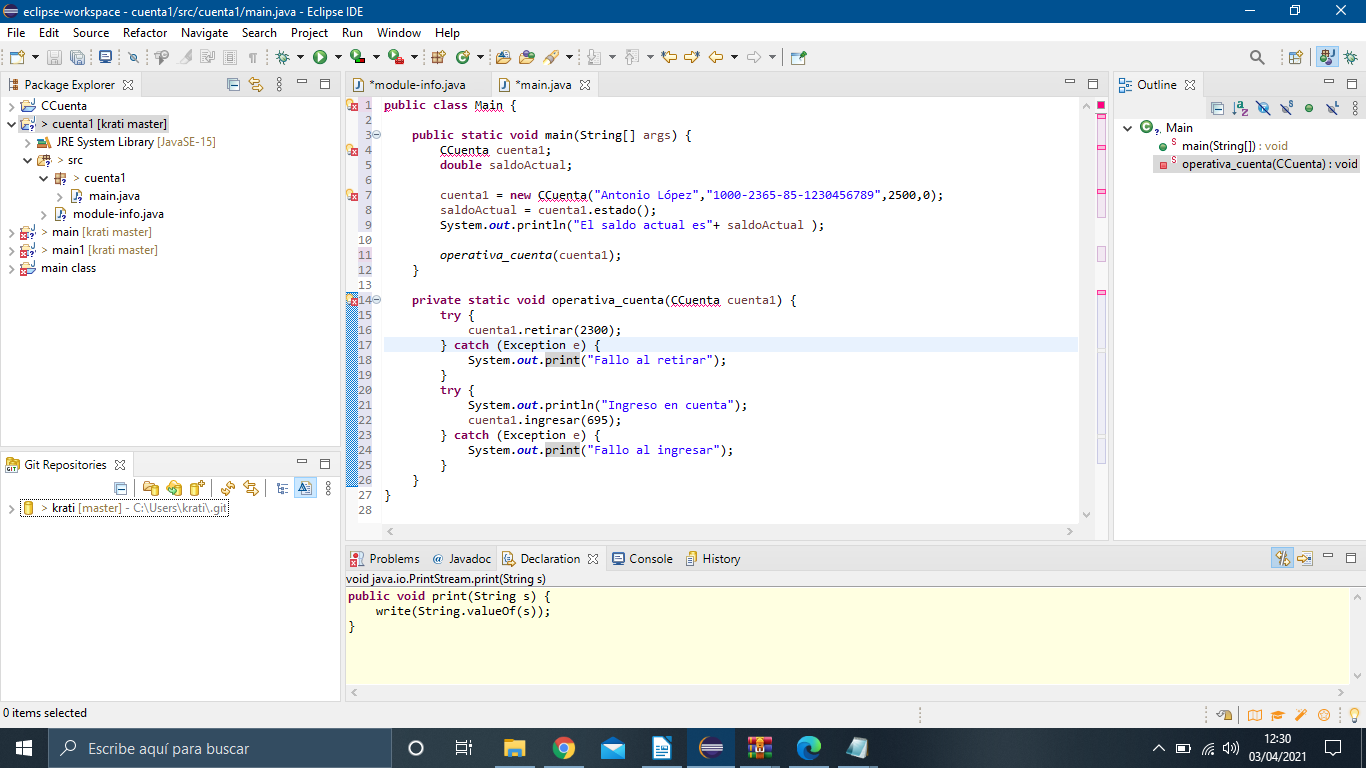 eclipse-workspace - cuenta1/src/cuenta1/main.java - Eclipse IDE
File Edit Source Refactor Navigate Search Project Run Window Help
Package Explorer
CCuenta
> cuenta1 [krati master]
JRE System Library [JavaSE-15]
> src
> cuenta1
main.java
module-info.java
> main [krati master]
> main1 [krati master]
main class
Git Repositories
> krati [master] - C:\Users\krati\.git
*module-info.java *main.java
1 public class Main {
2
3 public static void main(String[] args) {
4 CCuenta cuenta1;
5 double saldoActual;
6
7 cuenta1 = new CCuenta("Antonio López","1000-2365-85-1230456789",2500,0);
8 saldoActual = cuenta1.estado();
9 System.out.println("El saldo actual es"+ saldoActual );
10
11 operativa_cuenta(cuenta1);
12 }
13
14 private static void operativa_cuenta(CCuenta cuenta1) {
15 try {
16 cuenta1.retirar(2300);
17 } catch (Exception e) {
18 System.out.print("Fallo al retirar");
19 }
20 try {
21 System.out.println("Ingreso en cuenta");
22 cuenta1.ingresar(695);
23 } catch (Exception e) {
24 System.out.print("Fallo al ingresar");
25 }
26 }
27 }
28
Outline
Main
main(String[]) : void
operativa_cuenta(CCuenta) : void
Problems @ Javadoc Declaration Console History
void java.io.PrintStream.print(String s)
public void print(String s) {
write(String.valueOf(s));
}
0 items selected
Escribe aquí para buscar
12:30
03/04/2021